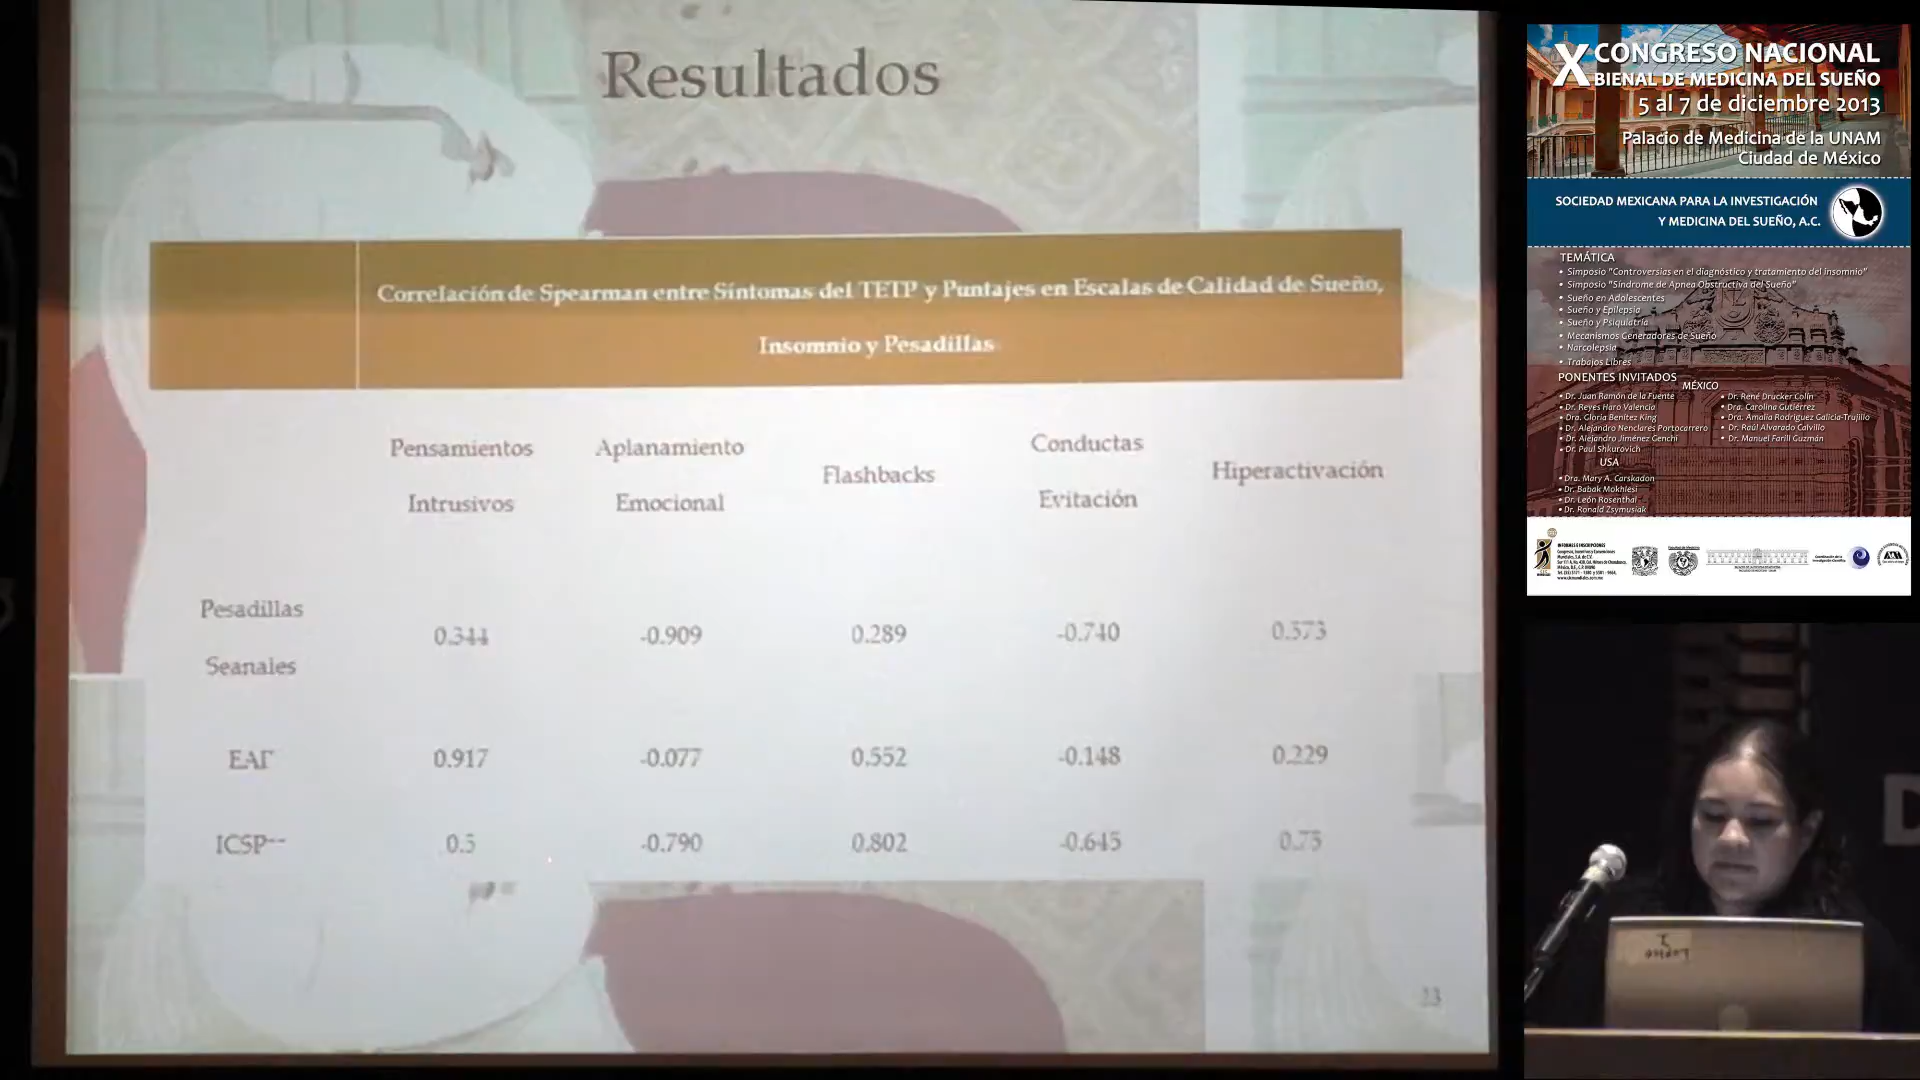 Resultados
Correlación de Spearman entre Síntomas del TETP y Puntajes en Escalas de Calidad de Sueño,
Insomnio y Pesadillas
Pensamientos
Intrusivos
Aplanamiento
Emocional
Flashbacks
Conductas
Evitación
Hiperactivación
Pesadillas
Seanales
0.344 -0.909 0.289 -0.740 0.573
0.917 -0.077 0.552 -0.148 0.229
ICSP 0.5 -0.790 0.802 -0.645 0.75
X CONGRESO NACIONAL
BIENAL DE MEDICINA DEL SUEÑO
5 al 7 de diciembre 2013
Palacio de Medicina de la UNAM
Ciudad de México
SOCIEDAD MEXICANA PARA LA INVESTIGACIÓN
Y MEDICINA DEL SUEÑO, A.C.
TEMÁTICA
• Simposio "Controversias en el diagnóstico y tratamiento del insomnio"
• Simposio "Síndrome de Apnea Obstructiva del Sueño"
• Sueño en Adolescentes
• Sueño y Epilepsia
• Sueño y Psiquiatría
• Mecanismos Generadores de Sueño
• Narcolepsia
• Trabajos Libres
PONENTES INVITADOS
MÉXICO
• Dr. Juan Ramón de la Fuente
• Dr. Reyes Haro Valencia
• Dra. Gloria Benítez King
• Dr. Alejandro Nenclares Portocarrero
• Dr. Alejandro Jiménez Genchi
• Dr. Paul Shkurovich
• Dr. René Drucker Colín
• Dra. Carolina Gutiérrez
• Dra. Amalia Rodríguez Galicia-Trujillo
• Dr. Raúl Alvarado Calvillo
• Dr. Manuel Farill Guzmán
USA
• Dra. Mary A. Carskadon
• Dr. Babak Mokhlesi
• Dr. León Rosenthal
• Dr. Ronald Zsymusiak
INFORMES E INSCRIPCIONES